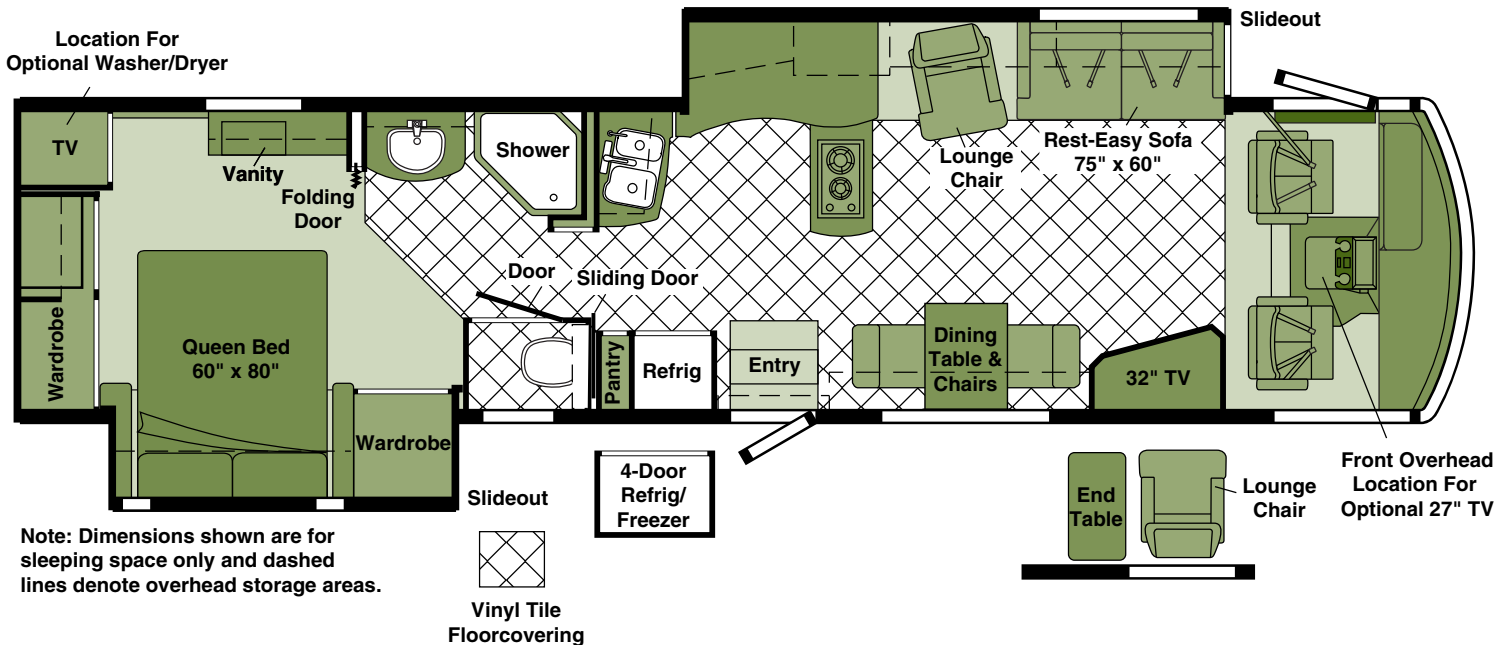 Location For
Optional Washer/Dryer
Slideout
TV
Vanity
Folding
Door
Shower
Lounge
Chair
Rest-Easy Sofa
75" x 60"
Door
Sliding Door
Wardrobe
Queen Bed
60" x 80"
Wardrobe
Pantry
Refrig
Entry
Dining
Table &
Chairs
32" TV
Slideout
4-Door
Refrig/
Freezer
End
Table
Lounge
Chair
Front Overhead
Location For
Optional 27" TV
Note: Dimensions shown are for
sleeping space only and dashed
lines denote overhead storage areas.
Vinyl Tile
Floorcovering